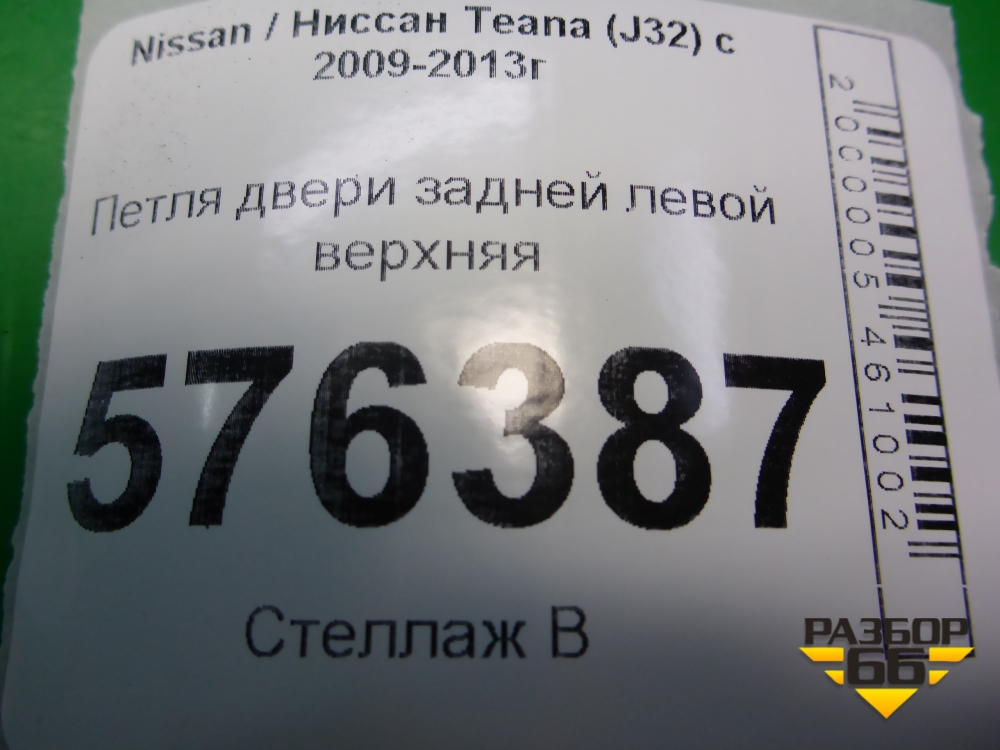 Nissan / Ниссан Teana (J32) с
2009-2013г
Петля двери задней левой
верхняя
576387
Стеллаж В
2000005461002
РАЗБОР
66